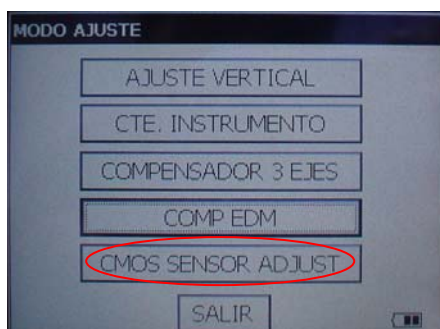 MODO AJUSTE
AJUSTE VERTICAL
CTE. INSTRUMENTO
COMPENSADOR 3 EJES
COMP EDM
CMOS SENSOR ADJUST
SALIR